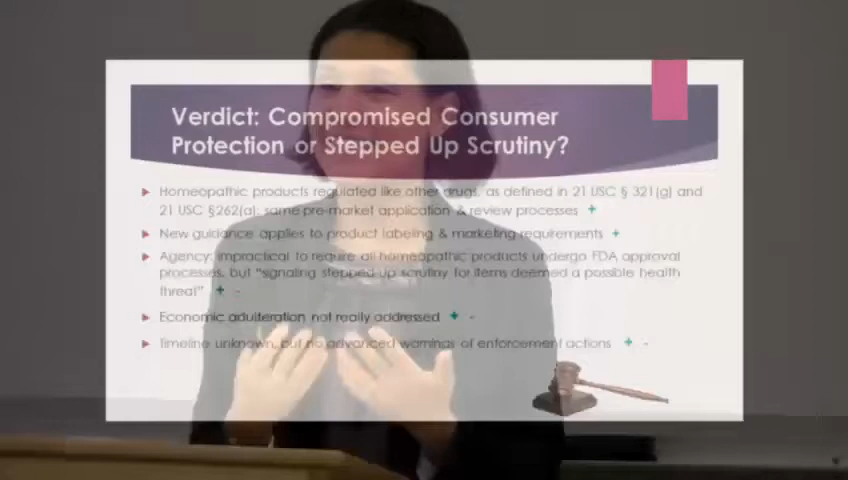 Verdict: Compromised Consumer
Protection or Stepped Up Scrutiny?
Homeopathic products regulated like other drugs, as defined in 21 USC § 321(g) and
21 USC §262(a); same pre-market application & review processes +
New guidance applies to product labeling & marketing requirements +
Agency: impractical to require all homeopathic products undergo FDA approval
processes, but "signaling stepped up scrutiny for items deemed a possible health
threat" + -
Economic adulteration not really addressed + -
Timeline unknown, but no advanced warnings of enforcement actions + -